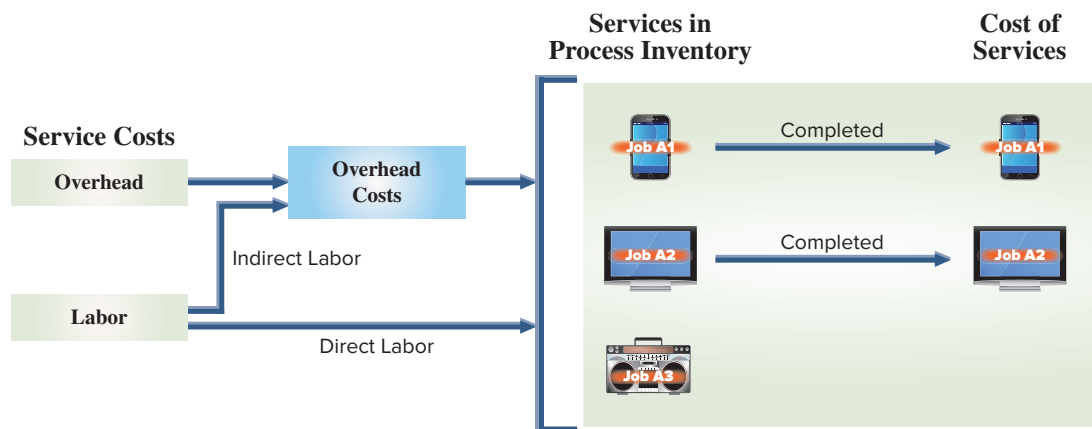 Services in
Process Inventory
Cost of
Services
Service Costs
Overhead
Overhead
Costs
Indirect Labor
Labor
Direct Labor
Job A1
Completed
Job A1
Job A2
Completed
Job A2
Job A3